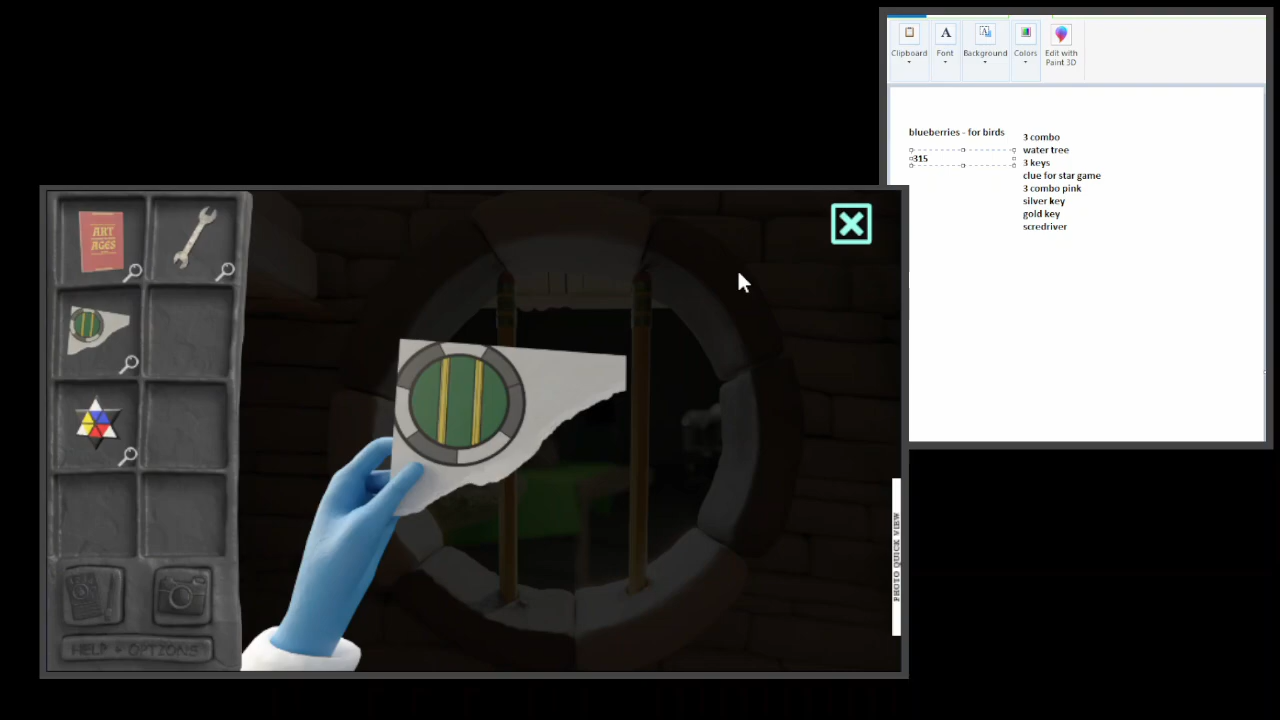 Clipboard
Font
Background
Colors
Edit with
Paint 3D
blueberries - for birds
315
3 combo
water tree
3 keys
clue for star game
3 combo pink
silver key
gold key
scredriver
ART
AGES
PHOTO QUICK VIEW
HELP & OPTIONS